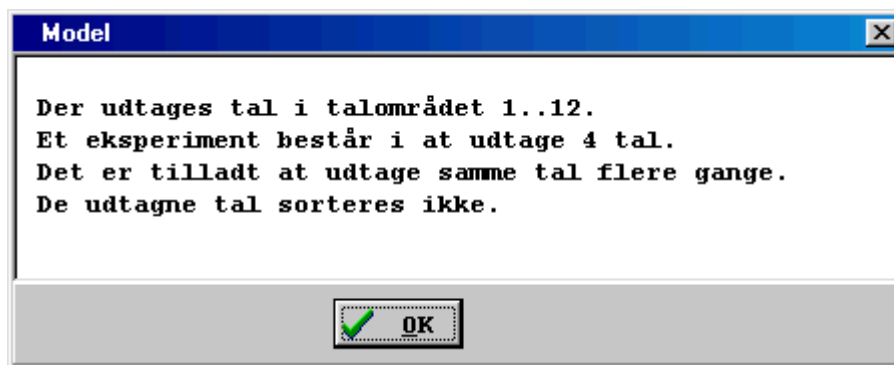 Model
Der udtages tal i talområdet 1..12.
Et eksperiment består i at udtage 4 tal.
Det er tilladt at udtage samme tal flere gange.
De udtagne tal sorteres ikke.
OK